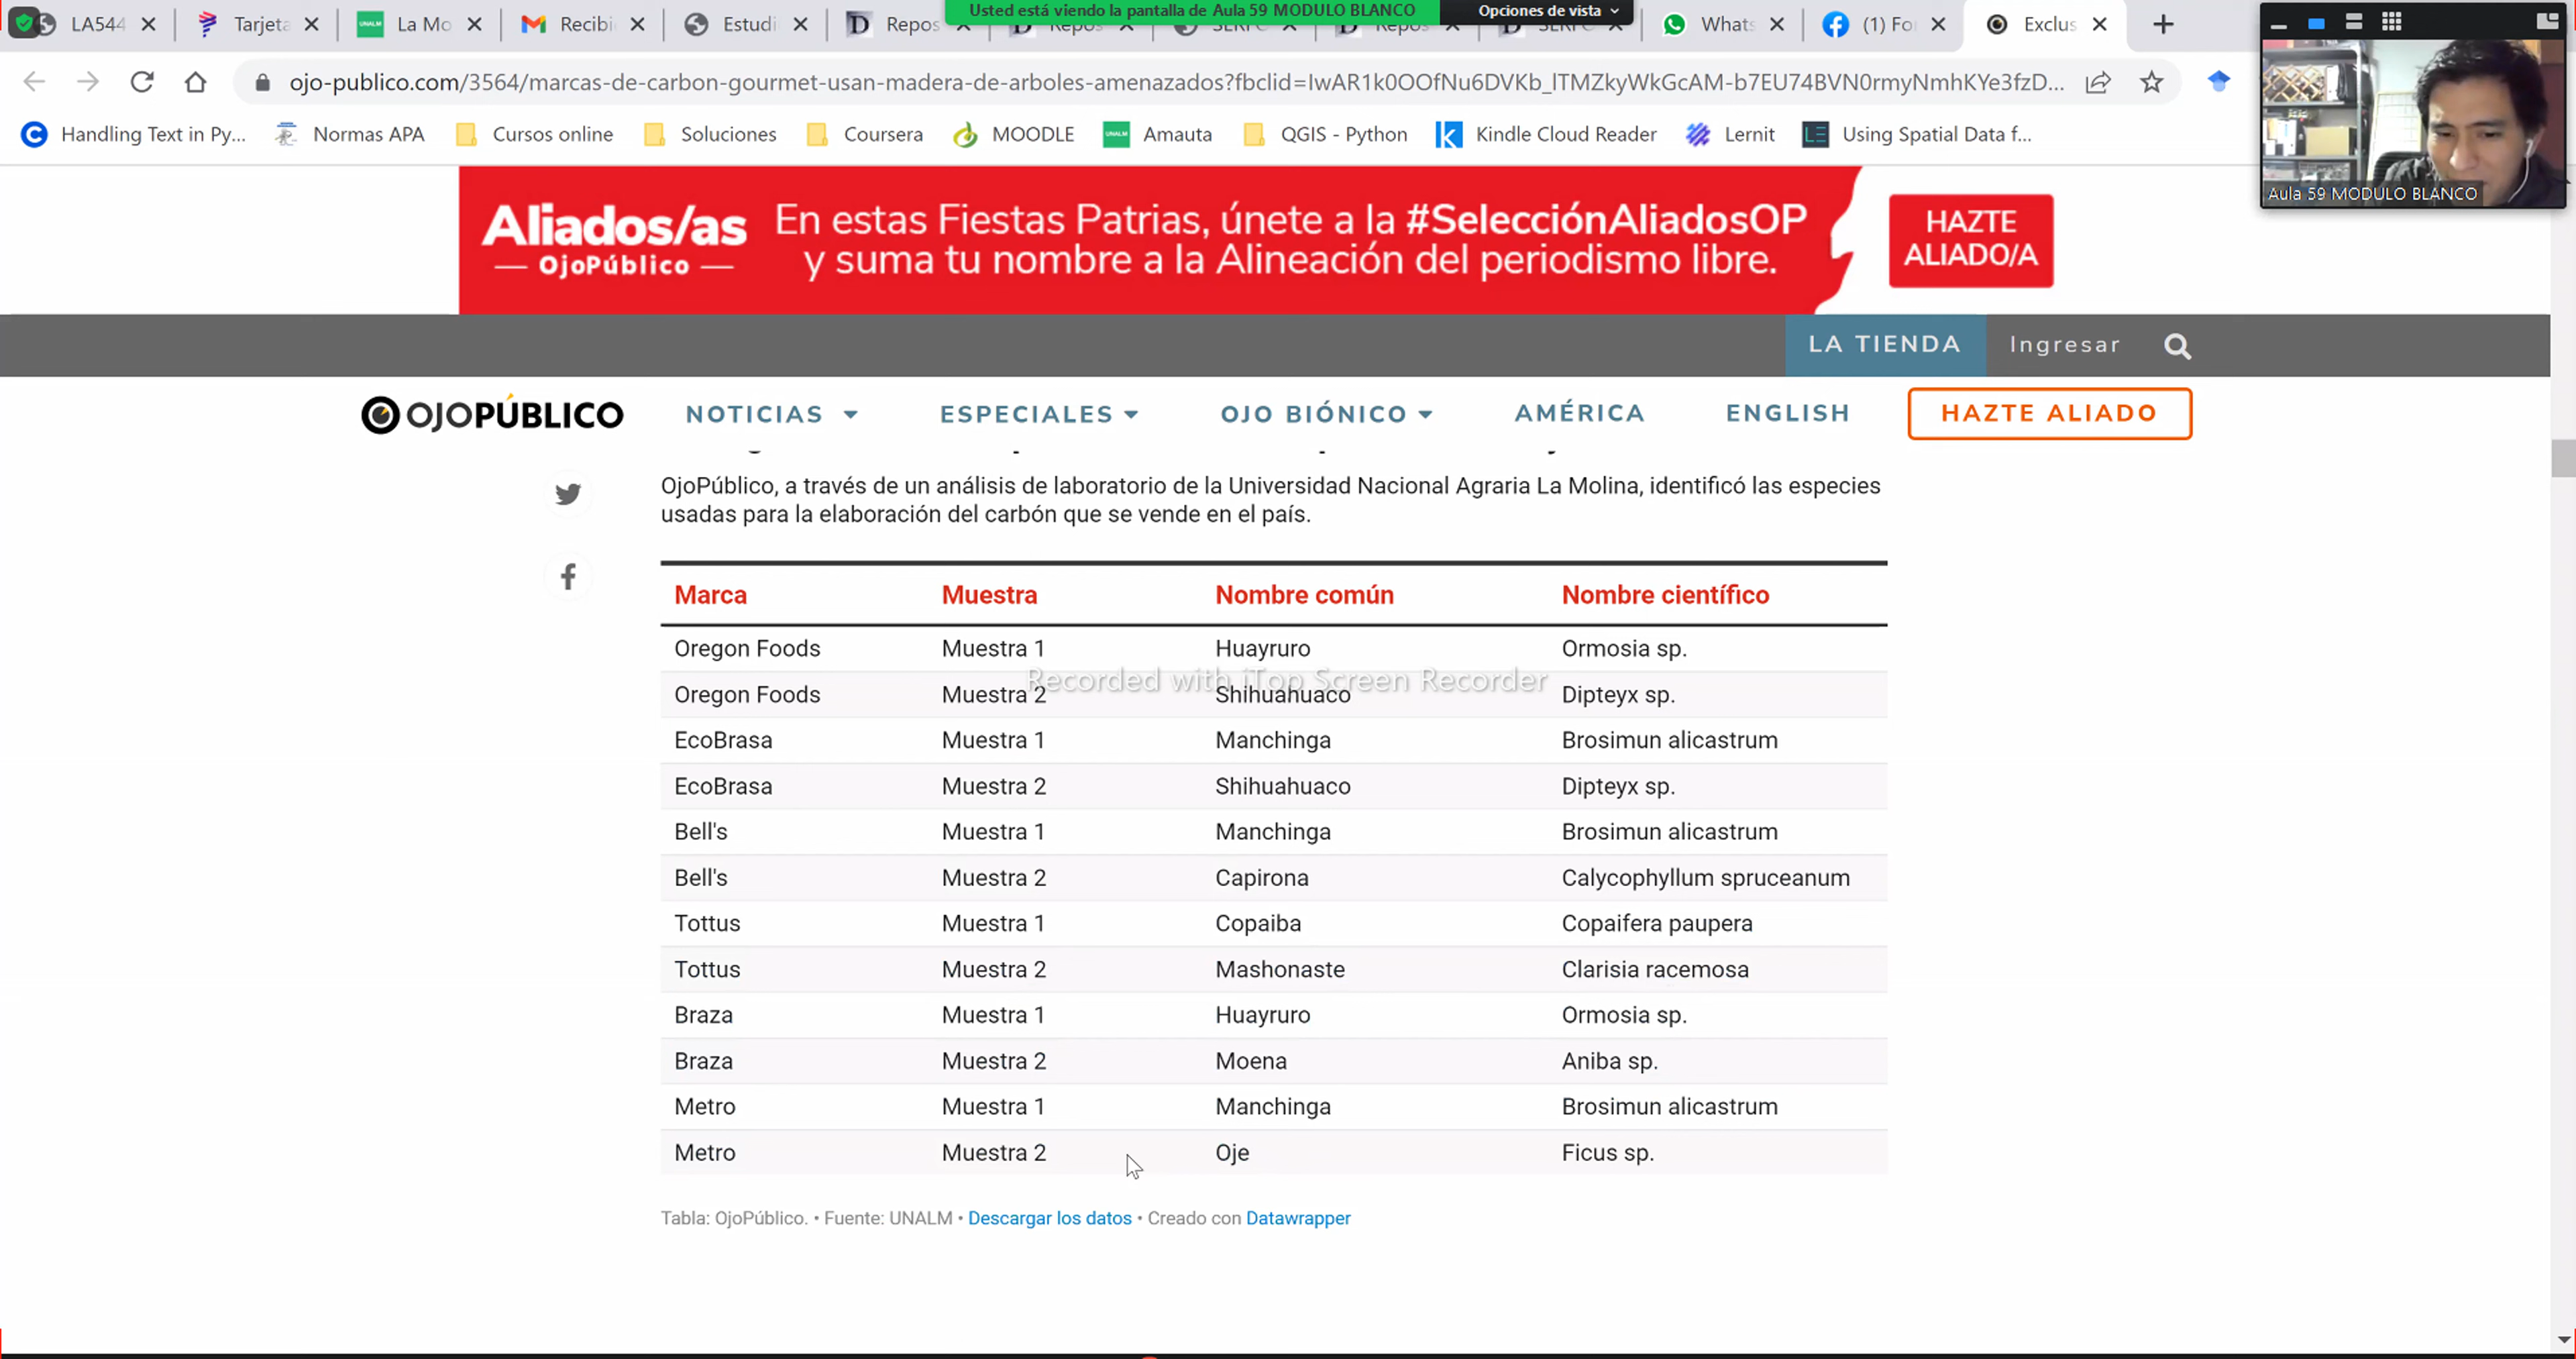 LA544
Tarjeta
La Mo
Recibi
Estudi
Repos
Usted está viendo la pantalla de Aula 59 MODULO BLANCO
Opciones de vista
Whats
(1) Fo
Exclus
ojo-publico.com/3564/marcas-de-carbon-gourmet-usan-madera-de-arboles-amenazados?fbclid=IwAR1k0OOfNu6DVKb_lTMZkyWkGcAM-b7EU74BVN0rmyNmhKYe3fzD...
Handling Text in Py...
Normas APA
Cursos online
Soluciones
Coursera
MOODLE
Amauta
QGIS - Python
Kindle Cloud Reader
Lernit
Using Spatial Data f...
Aula 59 MODULO BLANCO
Aliados/as
OjoPúblico
En estas Fiestas Patrias, únete a la #SelecciónAliadosOP
y suma tu nombre a la Alineación del periodismo libre.
HAZTE
ALIADO/A
LA TIENDA Ingresar
OJOPÚBLICO NOTICIAS ESPECIALES OJO BIÓNICO AMÉRICA ENGLISH HAZTE ALIADO
OjoPúblico, a través de un análisis de laboratorio de la Universidad Nacional Agraria La Molina, identificó las especies
usadas para la elaboración del carbón que se vende en el país.
Marca Muestra Nombre común Nombre científico
Oregon Foods Muestra 1 Huayruro Ormosia sp.
Recorded with iTop Screen Recorder
Oregon Foods Muestra 2 Shihuahuaco Dipteyx sp.
EcoBrasa Muestra 1 Manchinga Brosimun alicastrum
EcoBrasa Muestra 2 Shihuahuaco Dipteyx sp.
Bell's Muestra 1 Manchinga Brosimun alicastrum
Bell's Muestra 2 Capirona Calycophyllum spruceanum
Tottus Muestra 1 Copaiba Copaifera paupera
Tottus Muestra 2 Mashonaste Clarisia racemosa
Braza Muestra 1 Huayruro Ormosia sp.
Braza Muestra 2 Moena Aniba sp.
Metro Muestra 1 Manchinga Brosimun alicastrum
Metro Muestra 2 Oje Ficus sp.
Tabla: OjoPúblico. • Fuente: UNALM • Descargar los datos • Creado con Datawrapper